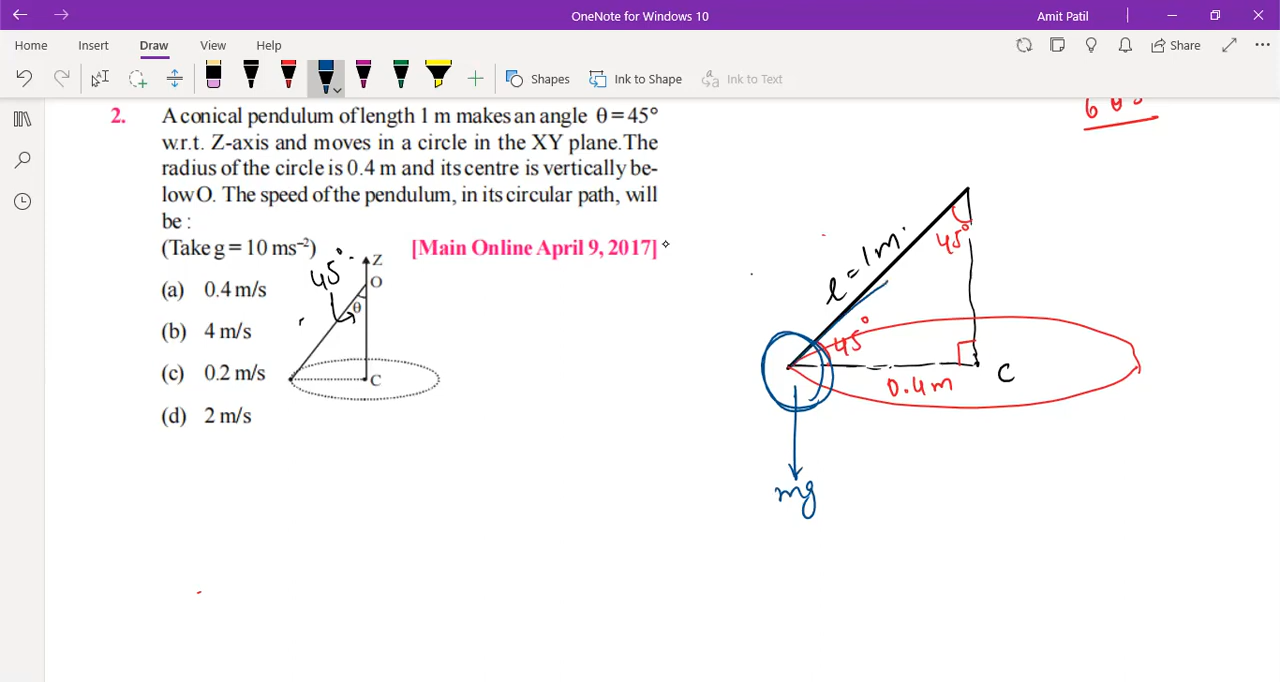 OneNote for Windows 10
Amit Patil
Home Insert Draw View Help
Share
Shapes Ink to Shape Ink to Text
2. A conical pendulum of length 1 m makes an angle θ = 45°
w.r.t. Z-axis and moves in a circle in the XY plane.The
radius of the circle is 0.4 m and its centre is vertically be-
low O. The speed of the pendulum, in its circular path, will
be :
(Take g = 10 ms⁻²) [Main Online April 9, 2017]
(a) 0.4 m/s
(b) 4 m/s
(c) 0.2 m/s
(d) 2 m/s
45°
Z
O
θ
C
45°
l = 1m.
45°
0.4m
C
mg